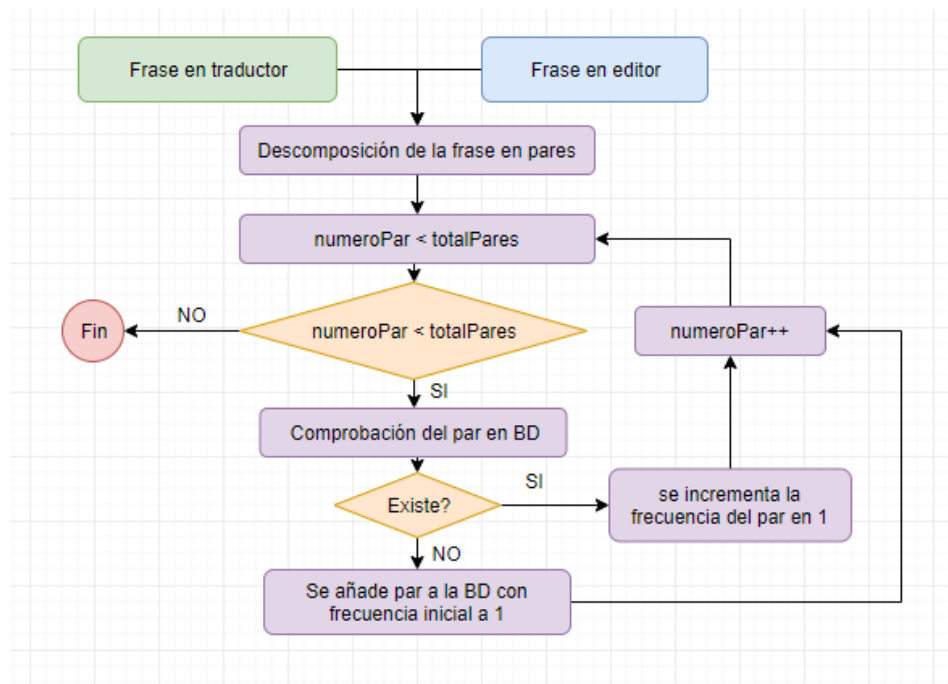 Frase en traductor
Frase en editor
Descomposición de la frase en pares
numeroPar < totalPares
NO
Fin
numeroPar < totalPares
numeroPar++
SI
Comprobación del par en BD
Existe?
SI
se incrementa la
frecuencia del par en 1
NO
Se añade par a la BD con
frecuencia inicial a 1